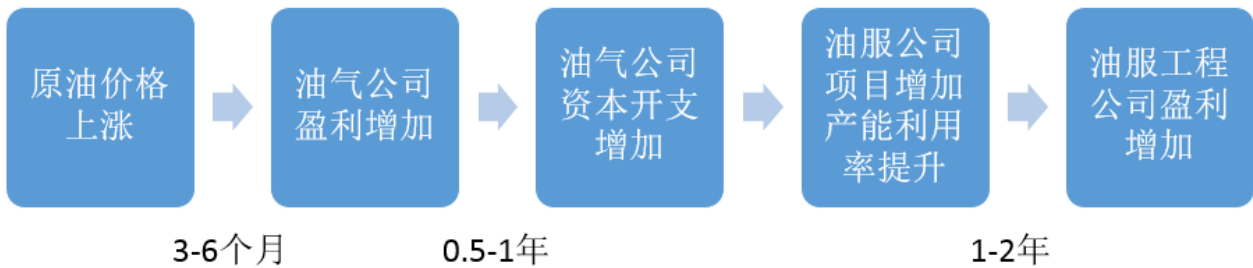 原油价格
上涨
油气公司
盈利增加
油气公司
资本开支
增加
油服公司
项目增加
产能利用
率提升
油服工程
公司盈利
增加
3-6个月
0.5-1年
1-2年